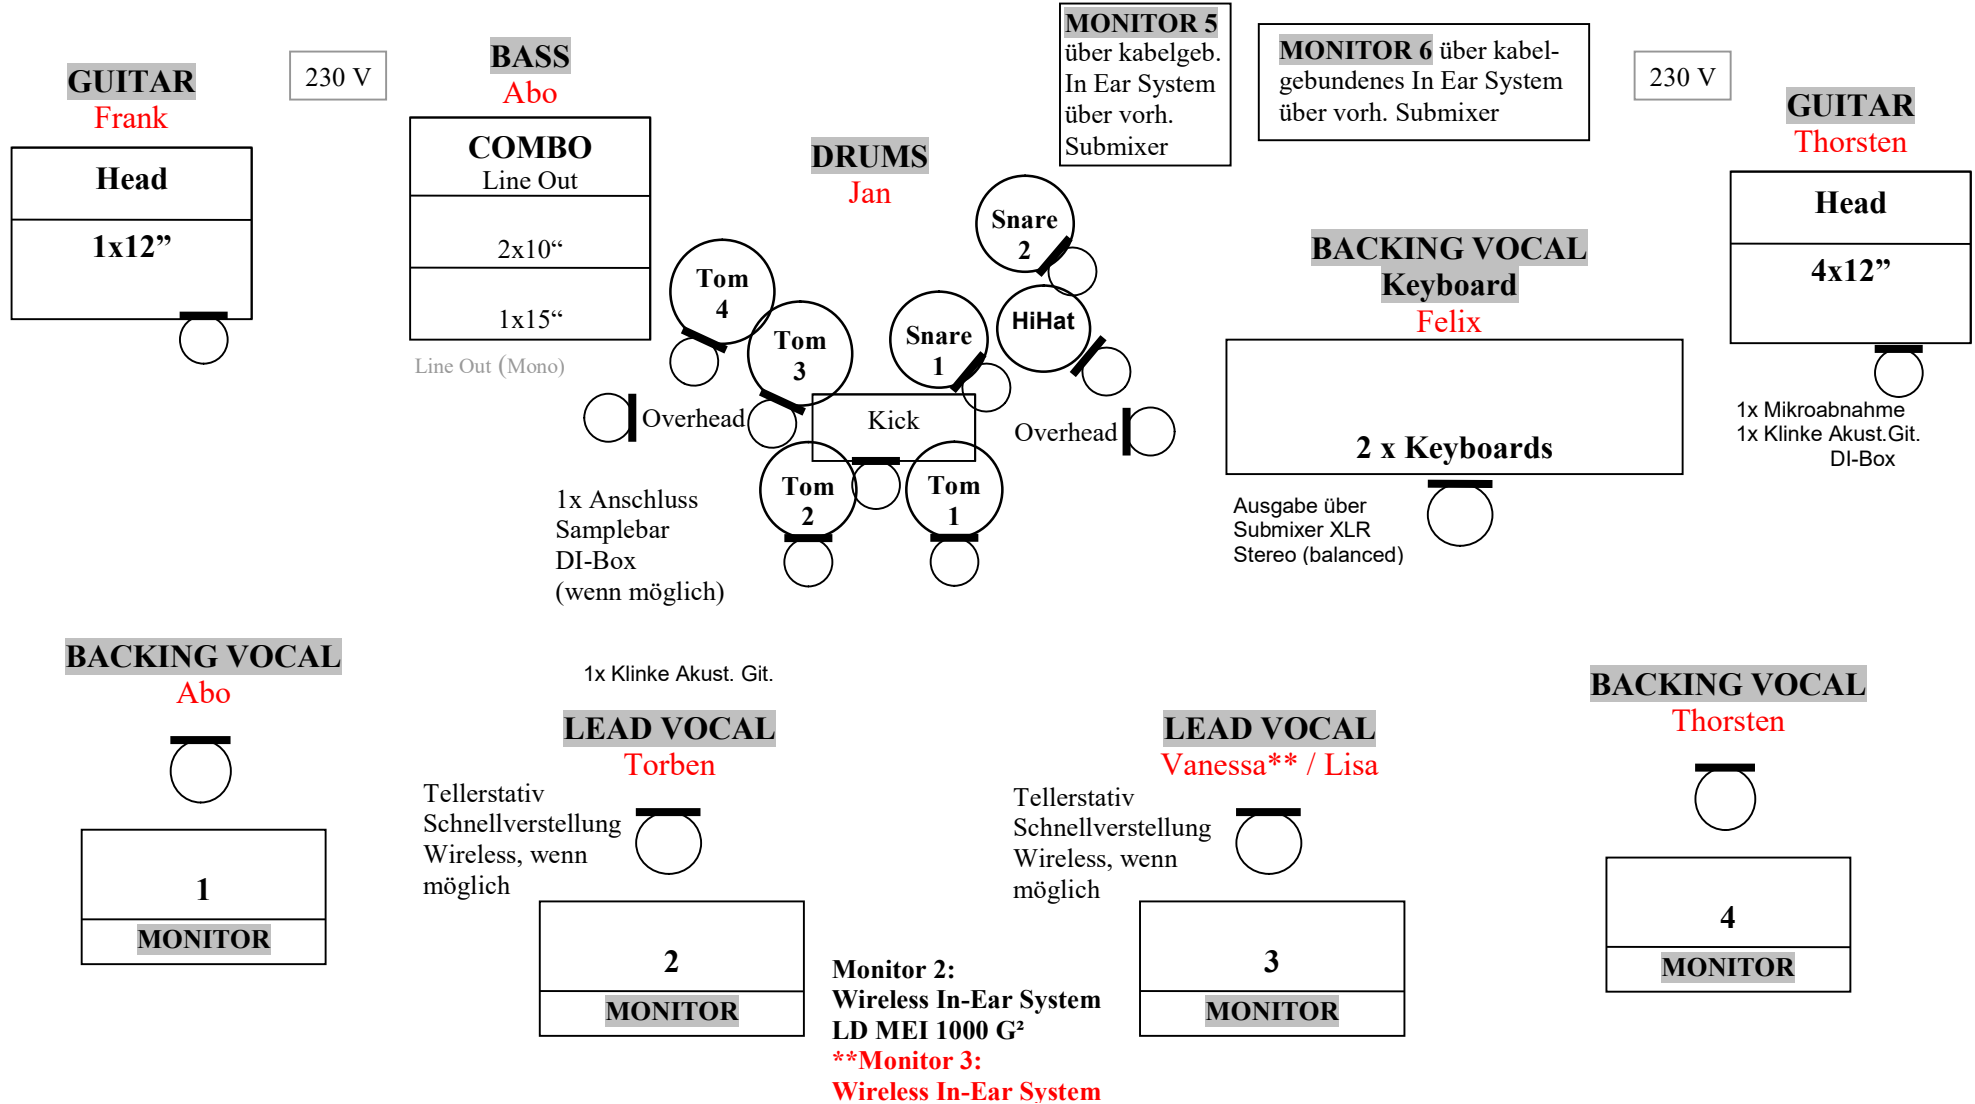 MONITOR 5
über kabelgeb.
In Ear System
über vorh.
Submixer
MONITOR 6 über kabel-
gebundenes In Ear System
über vorh. Submixer
GUITAR
Frank
230 V
BASS
Abo
230 V
GUITAR
Thorsten
Head
1x12”
COMBO
Line Out
2x10“
1x15“
Line Out (Mono)
DRUMS
Jan
Snare
2
Tom
4
Tom
3
Snare
1
HiHat
Overhead
Kick
Overhead
Tom
2
Tom
1
1x Anschluss
Samplebar
DI-Box
(wenn möglich)
BACKING VOCAL
Keyboard
Felix
2 x Keyboards
Ausgabe über
Submixer XLR
Stereo (balanced)
Head
4x12”
1x Mikroabnahme
1x Klinke Akust.Git.
DI-Box
BACKING VOCAL
Abo
1
MONITOR
1x Klinke Akust. Git.
LEAD VOCAL
Torben
Tellerstativ
Schnellverstellung
Wireless, wenn
möglich
2
MONITOR
Monitor 2:
Wireless In-Ear System
LD MEI 1000 G²
**Monitor 3:
Wireless In-Ear System
LEAD VOCAL
Vanessa** / Lisa
Tellerstativ
Schnellverstellung
Wireless, wenn
möglich
3
MONITOR
BACKING VOCAL
Thorsten
4
MONITOR